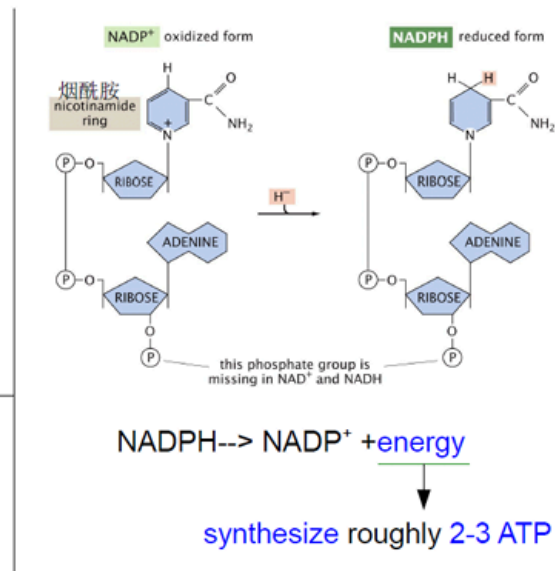 NADP⁺ oxidized form
NADPH reduced form
烟酰胺
nicotinamide
ring
H
O
C
NH₂
+
N
P
O
RIBOSE
ADENINE
P
O
RIBOSE
O
P
H⁻
H
H
O
C
NH₂
N
P
O
RIBOSE
ADENINE
P
O
RIBOSE
O
P
this phosphate group is
missing in NAD⁺ and NADH
NADPH--> NADP⁺ +energy
synthesize roughly 2-3 ATP